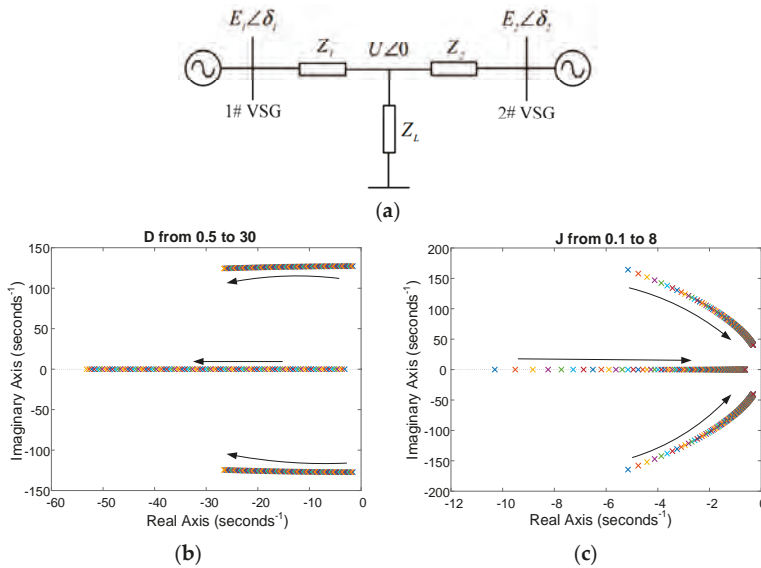 E₁∠δ₁
E₂∠δ₂
Z₁
U∠0
Z₂
1# VSG
2# VSG
Z_L
(a)
D from 0.5 to 30
Imaginary Axis (seconds⁻¹)
150
100
50
0
-50
-100
-150
-60 -50 -40 -30 -20 -10 0
Real Axis (seconds⁻¹)
(b)
J from 0.1 to 8
Imaginary Axis (seconds⁻¹)
200
150
100
50
0
50
-100
-150
-200
-12 -10 -8 -6 -4 -2 0
Real Axis (seconds⁻¹)
(c)